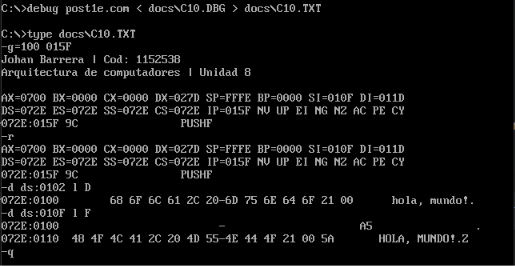 C:\>debug post1e.com < docs\C10.DBG > docs\C10.TXT
C:\>type docs\C10.TXT
-g=100 015F
Johan Barrera | Cod: 1152538
Arquitectura de computadores | Unidad 8
AX=0700 BX=0000 CX=0000 DX=027D SP=FFFE BP=0000 SI=010F DI=011D
DS=072E ES=072E SS=072E CS=072E IP=015F NV UP EI NG NZ AC PE CY
072E:015F 9C PUSHF
-r
AX=0700 BX=0000 CX=0000 DX=027D SP=FFFE BP=0000 SI=010F DI=011D
DS=072E ES=072E SS=072E CS=072E IP=015F NV UP EI NG NZ AC PE CY
072E:015F 9C PUSHF
-d ds:0102 l D
072E:0100 68 6F 6C 61 2C 20-6D 75 6E 64 6F 21 00 hola, mundo!.
-d ds:010F l F
072E:0100 - A5 .
072E:0110 48 4F 4C 41 2C 20 4D 55-4E 44 4F 21 00 5A HOLA, MUNDO!.Z
-q